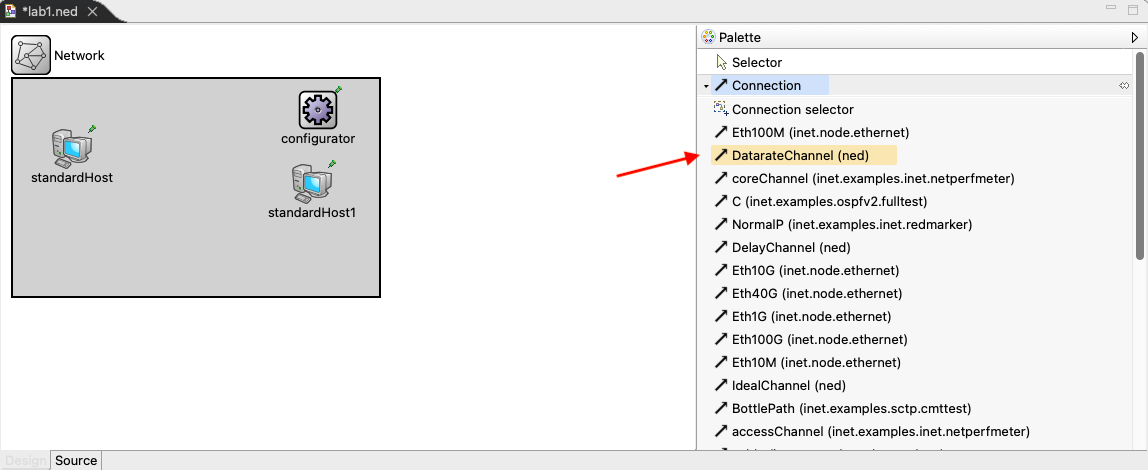 *lab1.ned
Network
standardHost
configurator
standardHost1
Palette
Selector
Connection
Connection selector
Eth100M (inet.node.ethernet)
DatarateChannel (ned)
coreChannel (inet.examples.inet.netperfmeter)
C (inet.examples.ospfv2.fulltest)
NormalP (inet.examples.inet.redmarker)
DelayChannel (ned)
Eth10G (inet.node.ethernet)
Eth40G (inet.node.ethernet)
Eth1G (inet.node.ethernet)
Eth100G (inet.node.ethernet)
Eth10M (inet.node.ethernet)
IdealChannel (ned)
BottlePath (inet.examples.sctp.cmttest)
accessChannel (inet.examples.inet.netperfmeter)
Design Source